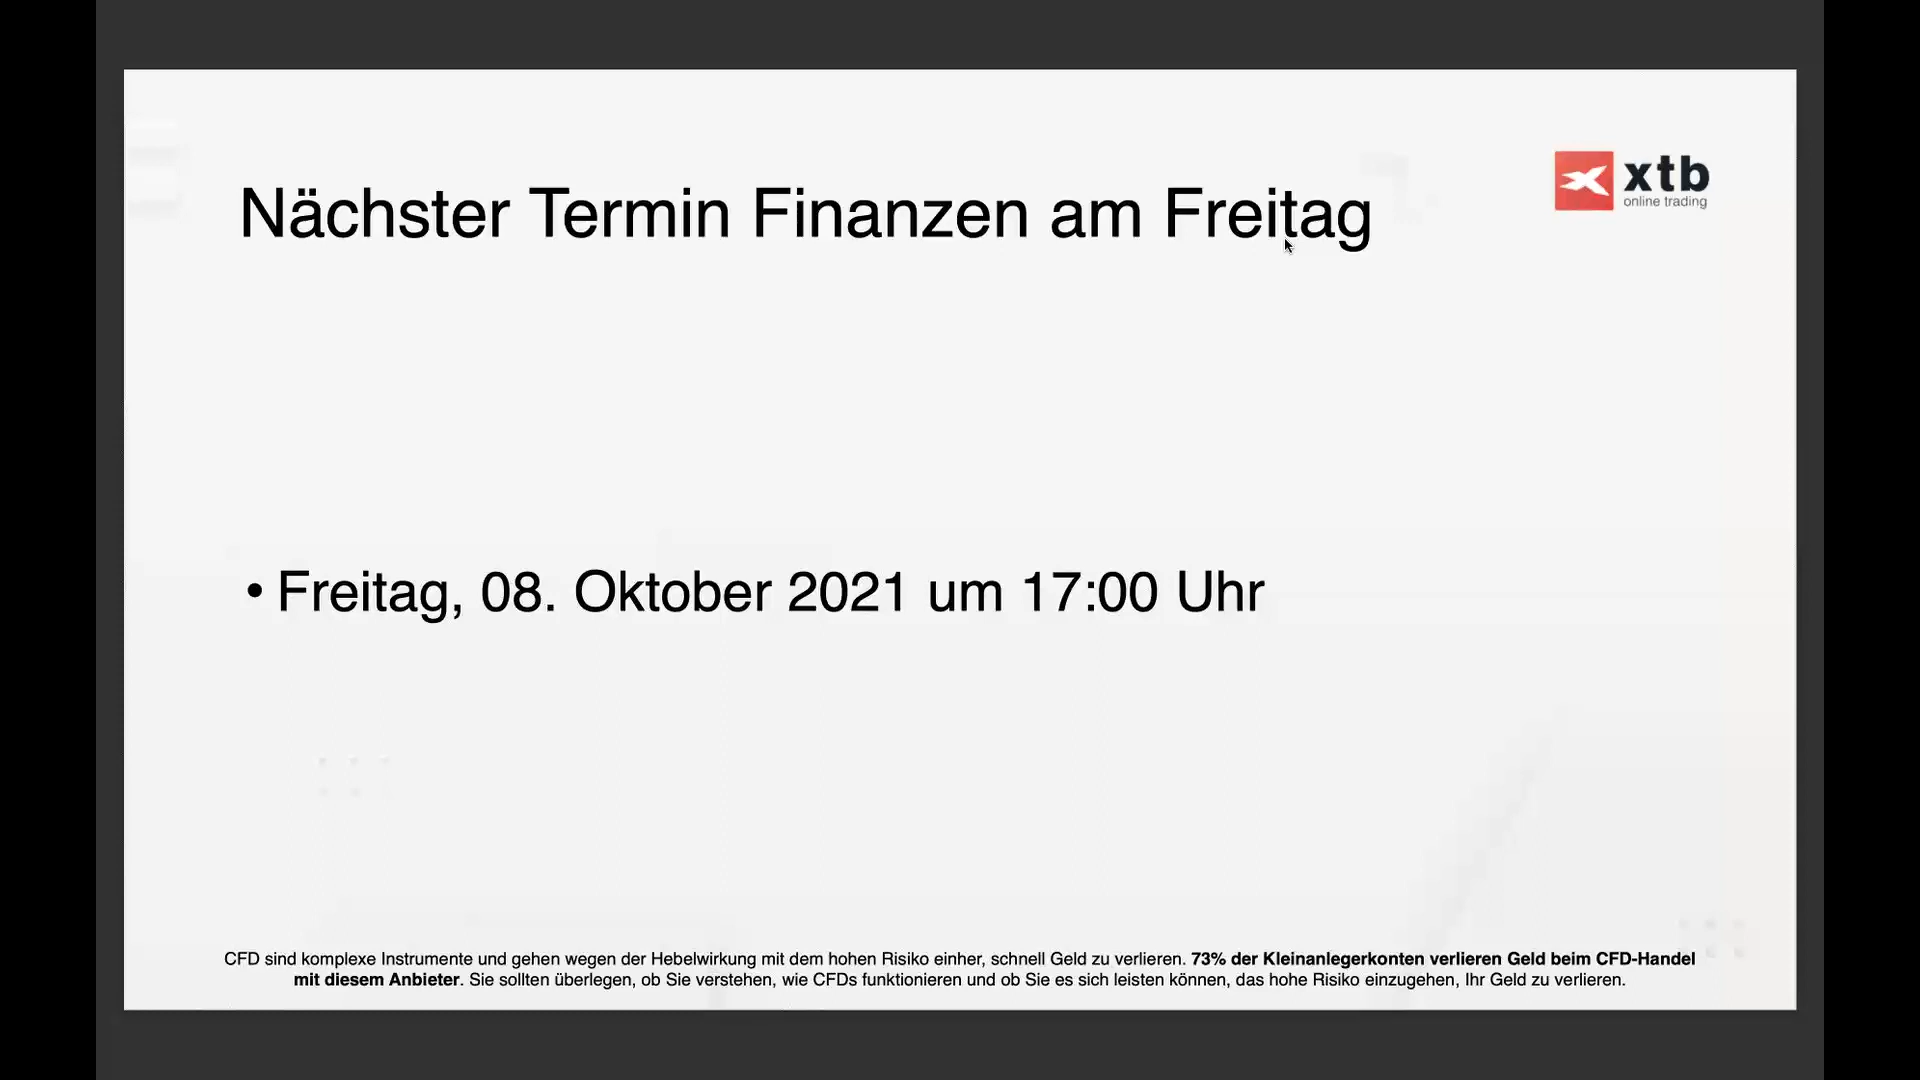 Nächster Termin Finanzen am Freitag
xtb
online trading
• Freitag, 08. Oktober 2021 um 17:00 Uhr
CFD sind komplexe Instrumente und gehen wegen der Hebelwirkung mit dem hohen Risiko einher, schnell Geld zu verlieren. 73% der Kleinanlegerkonten verlieren Geld beim CFD-Handel
mit diesem Anbieter. Sie sollten überlegen, ob Sie verstehen, wie CFDs funktionieren und ob Sie es sich leisten können, das hohe Risiko einzugehen, Ihr Geld zu verlieren.